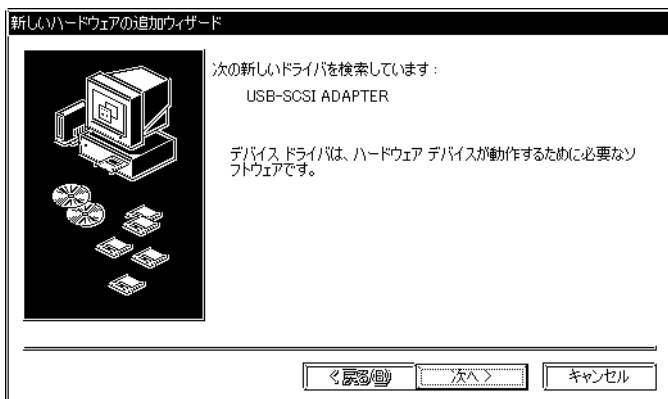 新しいハードウェアの追加ウィザード
次の新しいドライバを検索しています：
USB-SCSI ADAPTER
デバイス ドライバは、ハードウェア デバイスが動作するために必要なソ
フトウェアです。
< 戻る(B)
次へ >
キャンセル